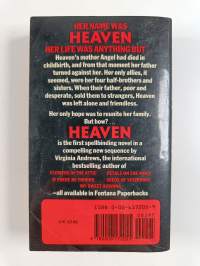 HER NAME WAS
HEAVEN
HER LIFE WAS ANYTHING BUT
Heaven's mother Angel had died in
childbirth, and from that moment her father
turned against her. Her only allies, it
seemed, were her four half-brothers and
sisters. When their father, poor and
desperate, sold them to strangers, Heaven
was left alone and friendless.
Her only hope was to reunite her family.
But how? . . .
HEAVEN
is the first spellbinding novel in a
compelling new sequence by
Virginia Andrews, the international
bestselling author of
FLOWERS IN THE ATTIC PETALS ON THE WIND
IF THERE BE THORNS SEEDS OF YESTERDAY
MY SWEET AUDRINA
—all available in Fontana Paperbacks